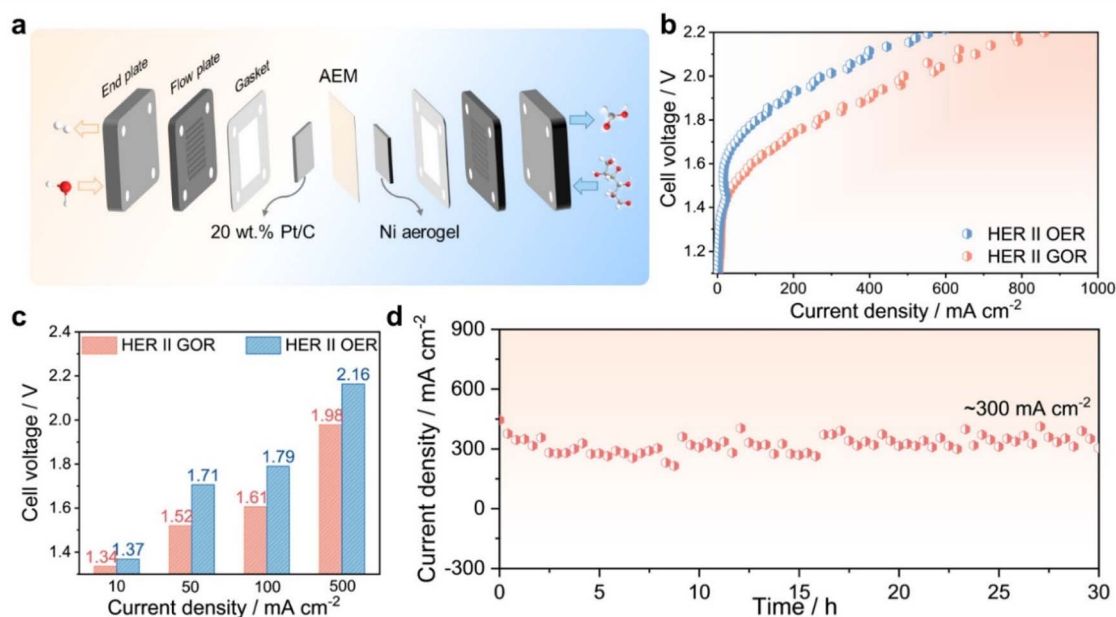 a
End plate
Flow plate
Gasket
AEM
20 wt.% Pt/C
Ni aerogel
b
Cell voltage / V
2.2
2.0
1.8
1.6
1.4
1.2
HER II OER
HER II GOR
0 200 400 600 800 1000
Current density / mA cm⁻²
c
Cell voltage / V
2.4
2.2
2.0
1.8
1.6
1.4
HER II GOR HER II OER
1.34 1.37
1.52 1.71
1.61 1.79
1.98 2.16
10 50 100 500
Current density / mA cm⁻²
d
Current density / mA cm⁻²
900
600
300
0
-300
~300 mA cm⁻²
0 5 10 15 20 25 30
Time / h